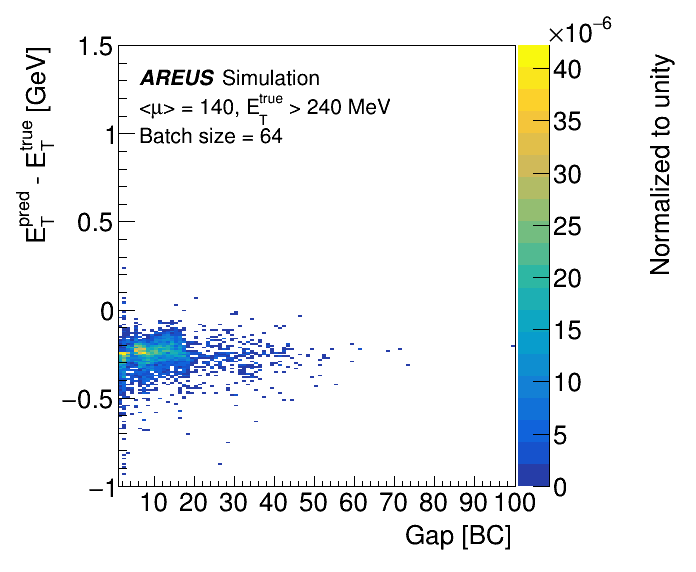 ×10⁻⁶
AREUS Simulation
<μ> = 140, E_T^true > 240 MeV
Batch size = 64
E_T^pred - E_T^true [GeV]
1.5
1
0.5
0
−0.5
−1
10 20 30 40 50 60 70 80 90 100
Gap [BC]
40
35
30
25
20
15
10
5
0
Normalized to unity